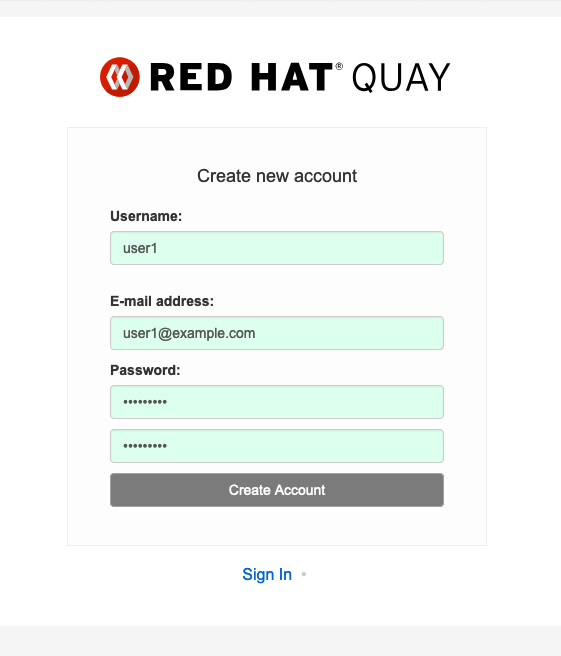 RED HAT® QUAY
Create new account
Username:
user1
E-mail address:
user1@example.com
Password:
•••••••••
•••••••••
Create Account
Sign In •